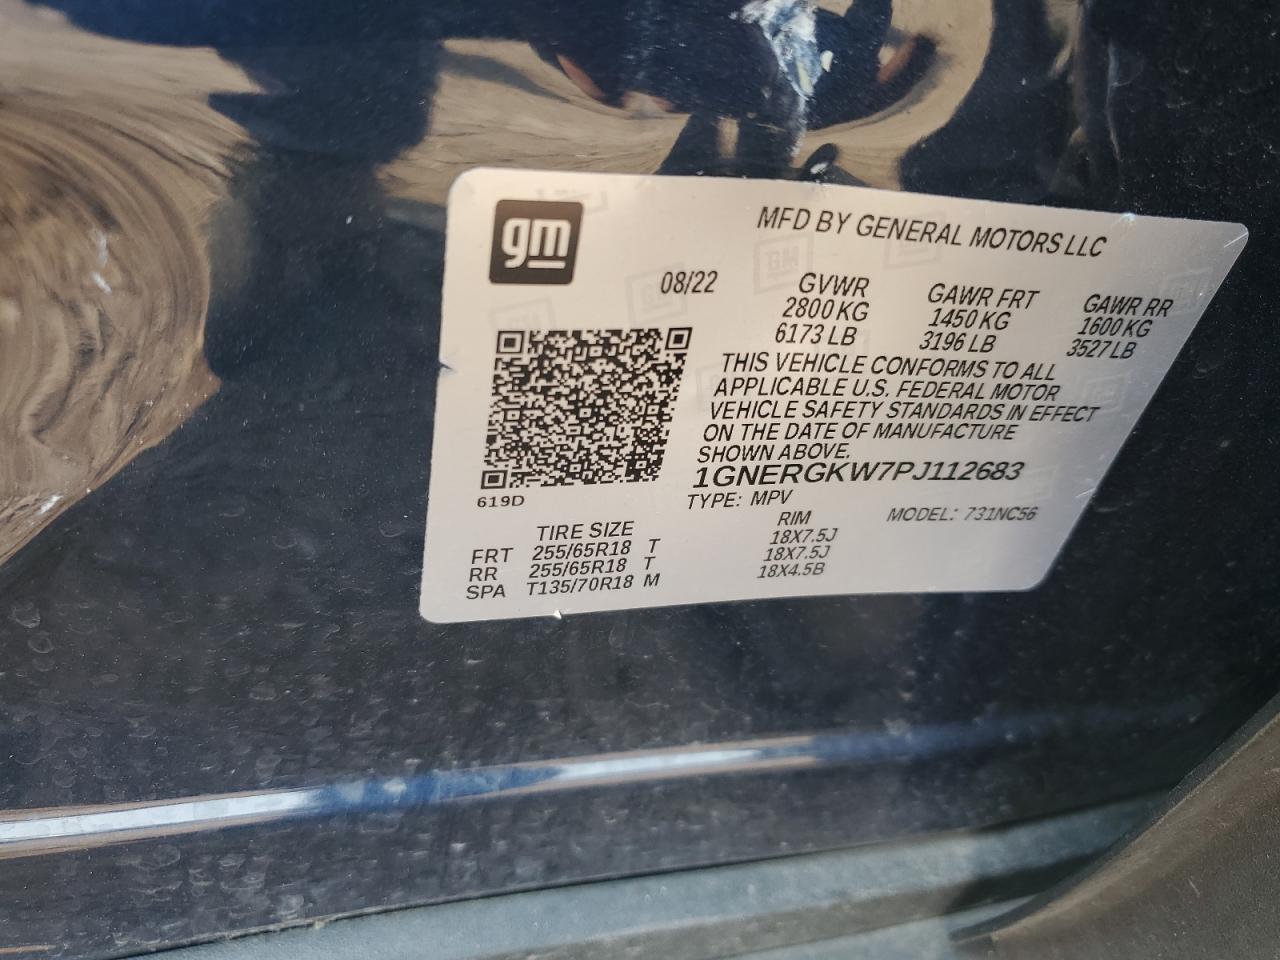 gm
MFD BY GENERAL MOTORS LLC
08/22 GVWR GAWR FRT GAWR RR
2800 KG 1450 KG 1600 KG
6173 LB 3196 LB 3527 LB
THIS VEHICLE CONFORMS TO ALL
APPLICABLE U.S. FEDERAL MOTOR
VEHICLE SAFETY STANDARDS IN EFFECT
ON THE DATE OF MANUFACTURE
SHOWN ABOVE.
1GNERGKW7PJ112683
619D TYPE: MPV MODEL: 731NC56
TIRE SIZE RIM
FRT 255/65R18 T 18X7.5J
RR 255/65R18 T 18X7.5J
SPA T135/70R18 M 18X4.5B